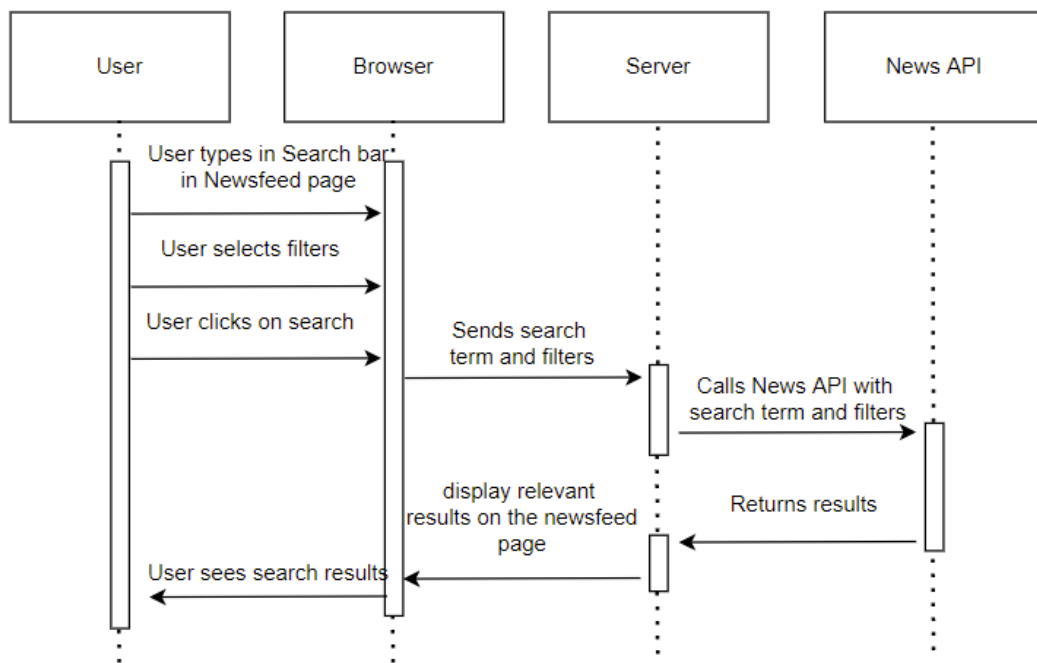 User
Browser
Server
News API
User types in Search bar
in Newsfeed page
User selects filters
User clicks on search
Sends search
term and filters
Calls News API with
search term and filters
Returns results
display relevant
results on the newsfeed
page
User sees search results